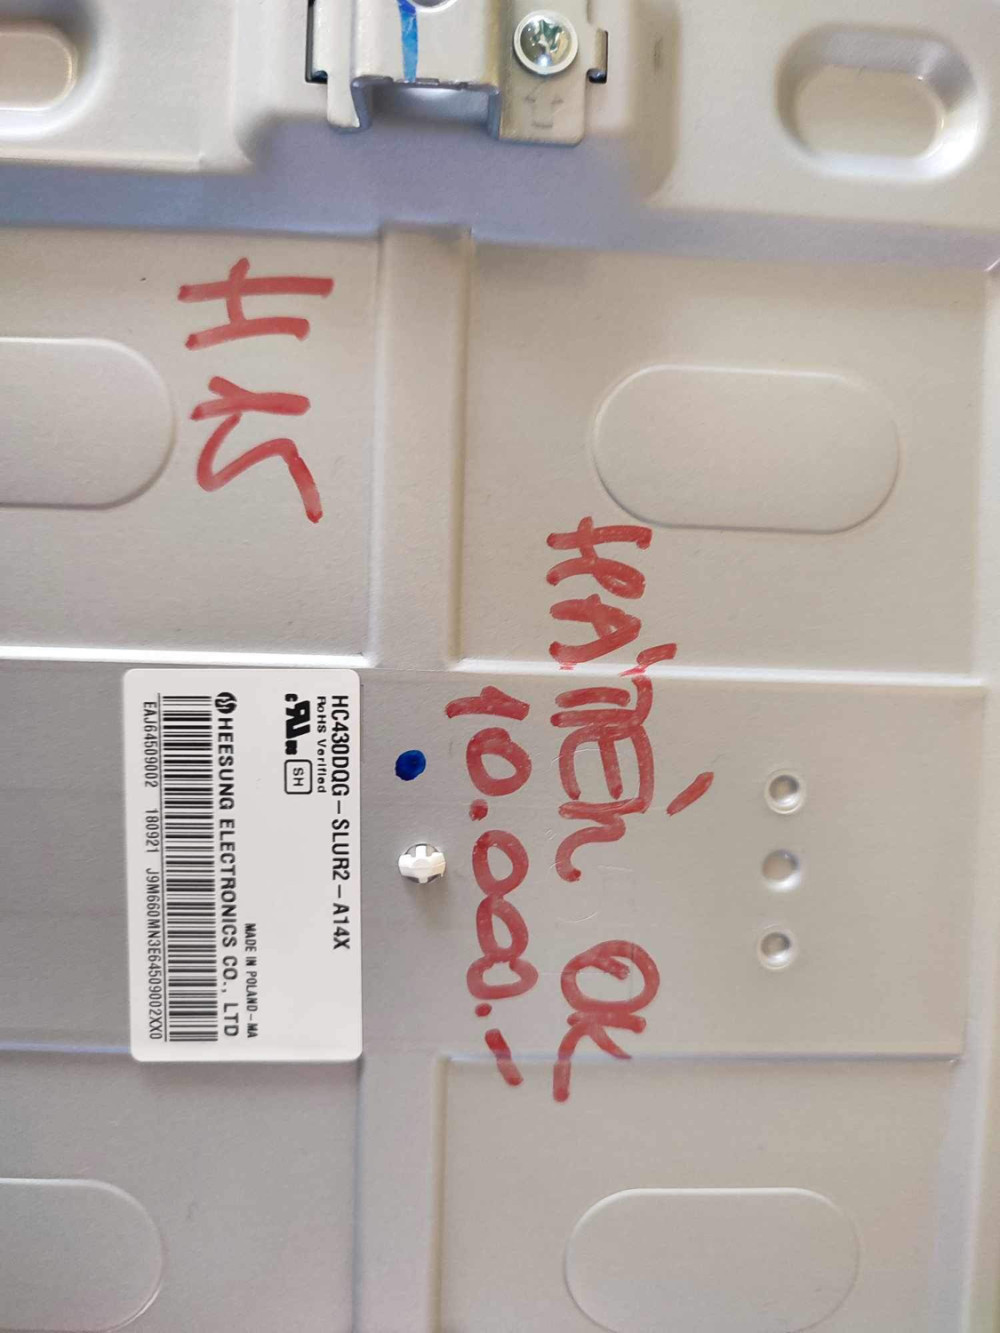 H15
KATÉL OK
10.000.-
HC430DQG-SLUR2-A14X
RoHS Verified
SH
MADE IN POLAND-MA
HEESUNG ELECTRONICS CO., LTD
EAJ64509002 180921 J9M660MN3E64509002XX0